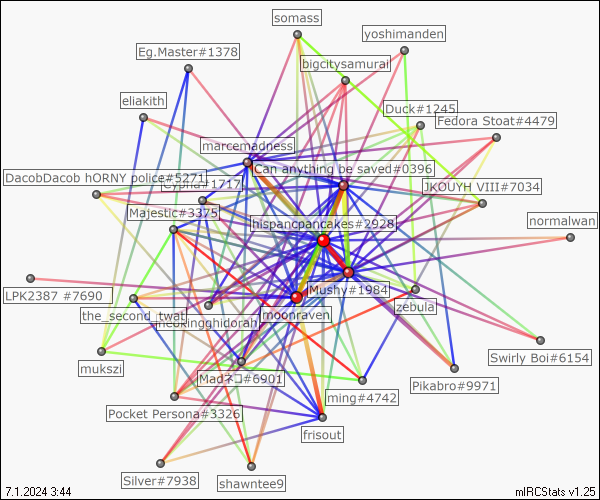 somass
yoshimanden
Eg.Master#1378
bigcitysamurai
eliakith
Duck#1245
Fedora Stoat#4479
marcemadness
Can anything be saved#0396
DacobDacob hORNY police#5271
Cypha#1717
JKOUYH VIII#7034
Majestic#3375
hispancpancakes#2928
normalwan
LPK2387 #7690
Mushy#1984
the_second_twat
moonraven
zebula
mukszi
Swirly Boi#6154
Madネコ#6901
Pikabro#9971
ming#4742
Pocket Persona#3326
frisout
Silver#7938
shawntee9
7.1.2024 3:44
mIRCStats v1.25